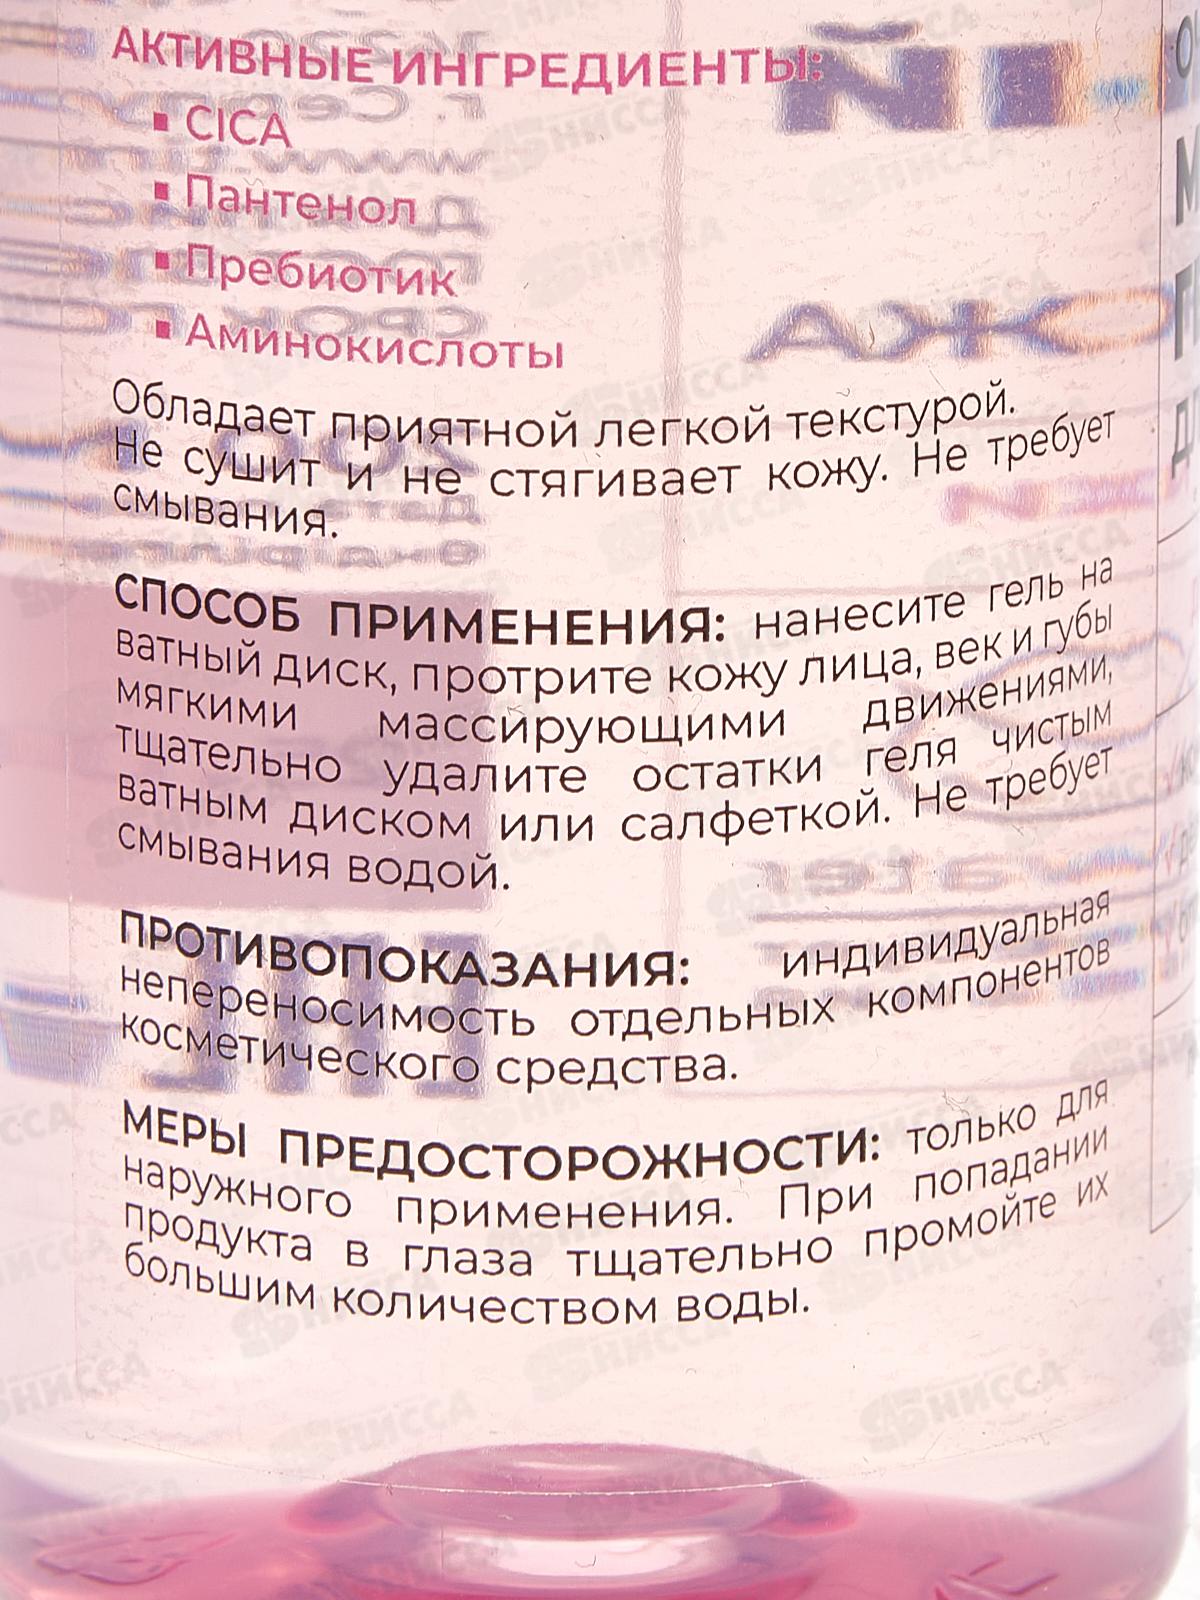 АКТИВНЫЕ ИНГРЕДИЕНТЫ:
▪ CICA
▪ Пантенол
▪ Пребиотик
▪ Аминокислоты
Обладает приятной легкой текстурой.
Не сушит и не стягивает кожу. Не требует
смывания.
СПОСОБ ПРИМЕНЕНИЯ: нанесите гель на
ватный диск, протрите кожу лица, век и губы
мягкими массирующими движениями,
тщательно удалите остатки геля чистым
ватным диском или салфеткой. Не требует
смывания водой.
ПРОТИВОПОКАЗАНИЯ: индивидуальная
непереносимость отдельных компонентов
косметического средства.
МЕРЫ ПРЕДОСТОРОЖНОСТИ: только для
наружного применения. При попадании
продукта в глаза тщательно промойте их
большим количеством воды.